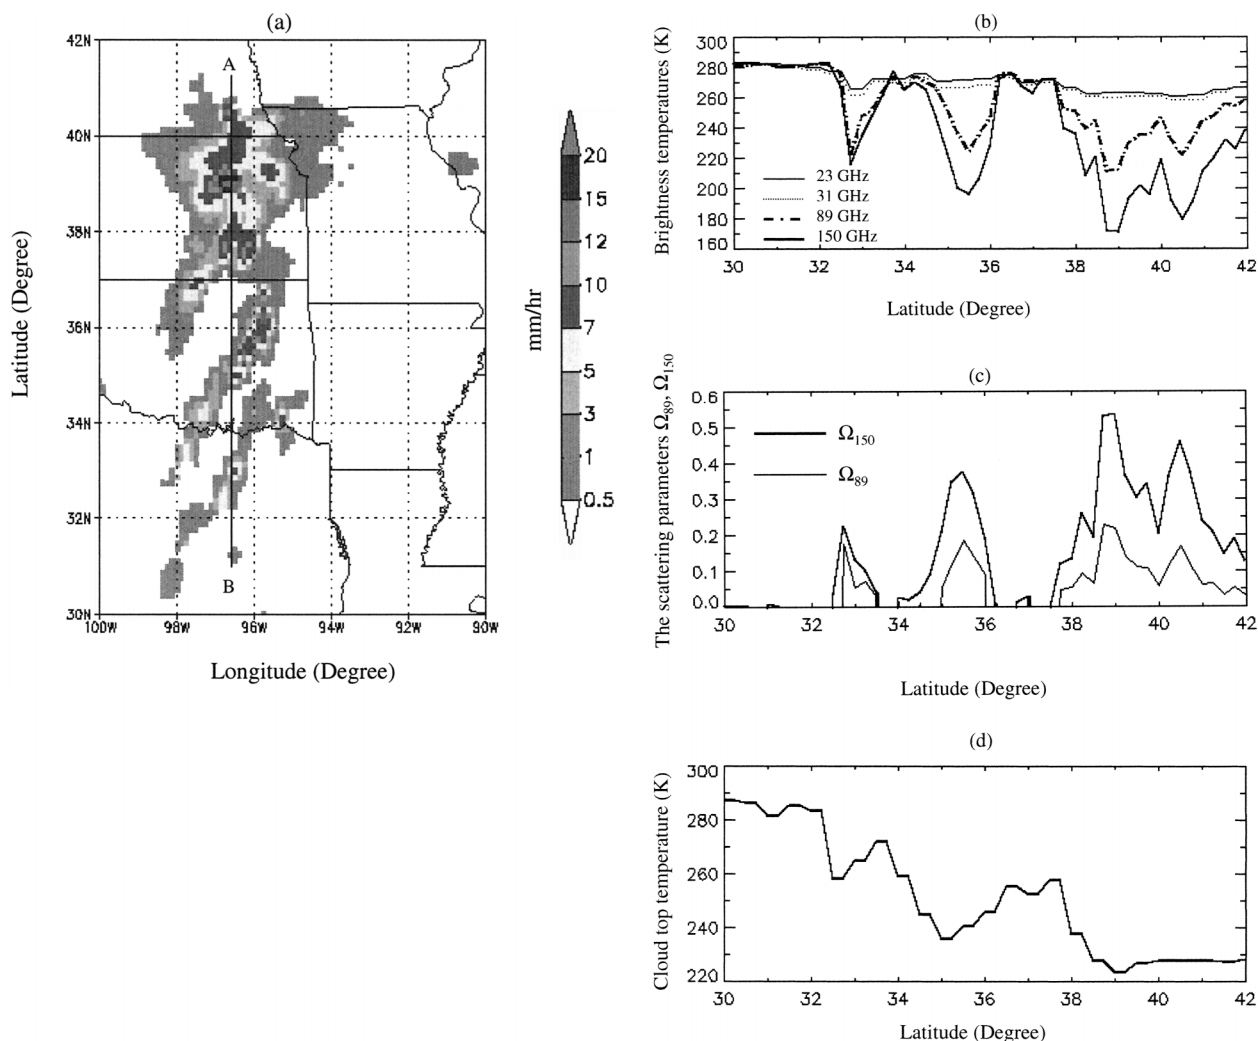 (a)
42N
40N
38N
36N
34N
32N
30N
100W 98W 96W 94W 92W 90W
A
B
Latitude (Degree)
Longitude (Degree)
mm/hr
20
15
12
10
7
5
3
1
0.5
(b)
Brightness temperatures (K)
300
280
260
240
220
200
180
160
23 GHz
31 GHz
89 GHz
150 GHz
30 32 34 36 38 40 42
Latitude (Degree)
(c)
The scattering parameters Ω89, Ω150
0.6
0.5
0.4
0.3
0.2
0.1
0.0
Ω150
Ω89
30 32 34 36 38 40 42
Latitude (Degree)
(d)
Cloud top temperature (K)
300
280
260
240
220
30 32 34 36 38 40 42
Latitude (Degree)